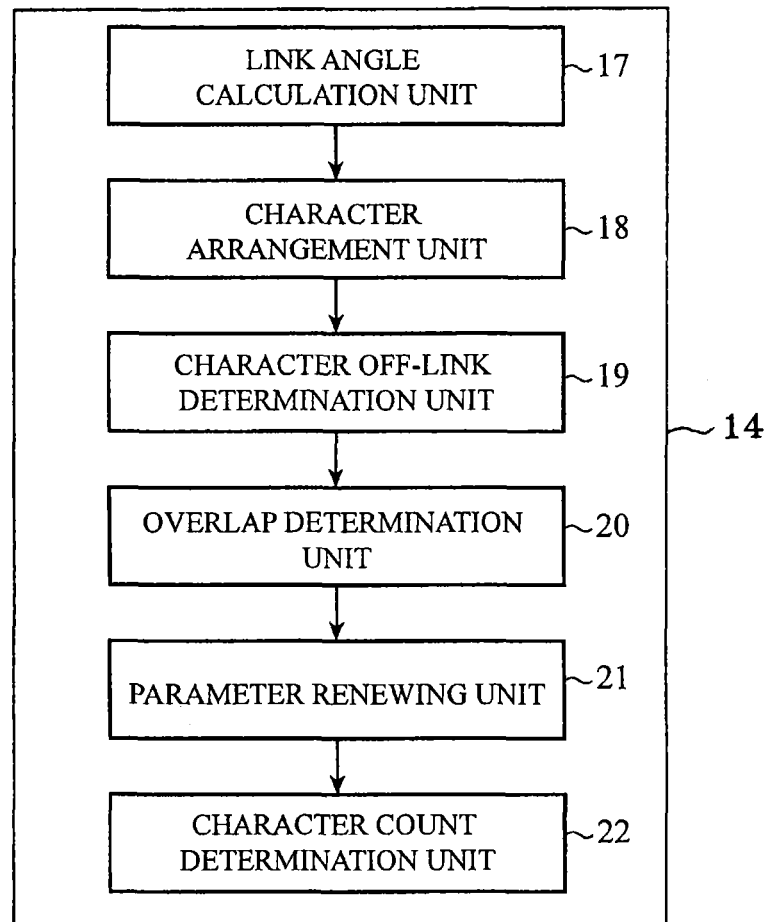 LINK ANGLE
CALCULATION UNIT
17
CHARACTER
ARRANGEMENT UNIT
18
CHARACTER OFF-LINK
DETERMINATION UNIT
19
14
OVERLAP DETERMINATION
UNIT
20
PARAMETER RENEWING UNIT
21
CHARACTER COUNT
DETERMINATION UNIT
22